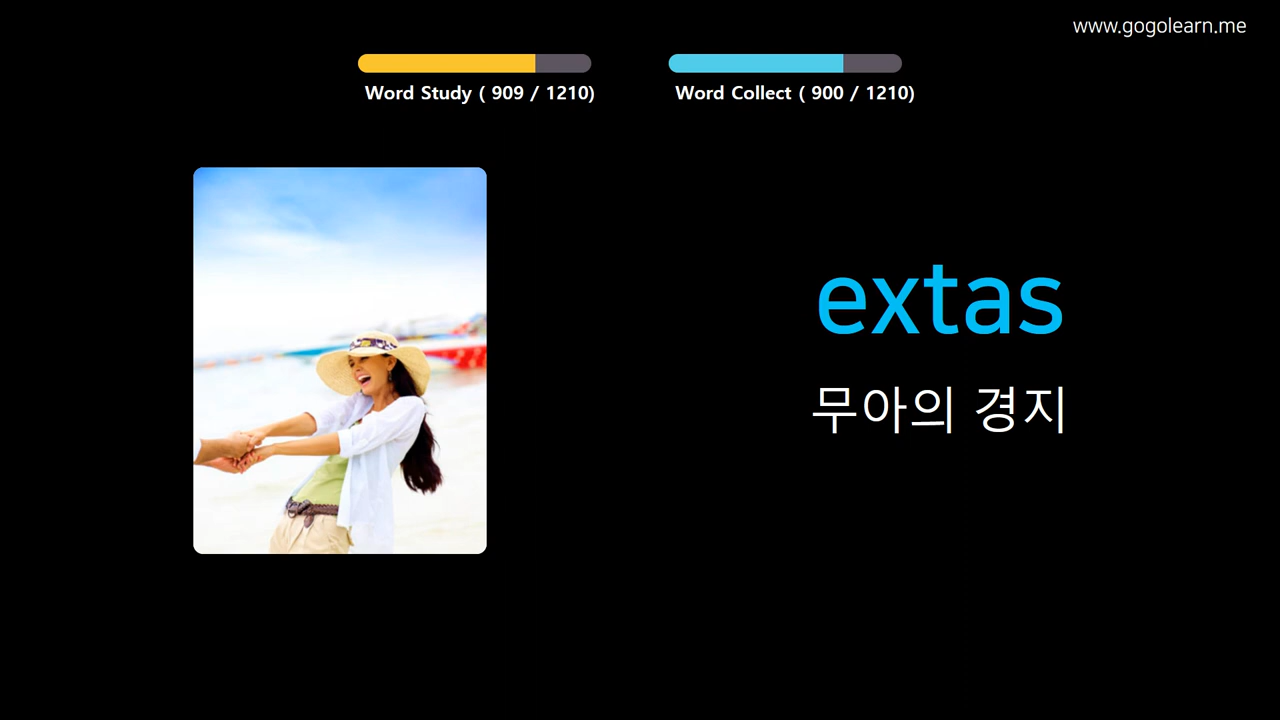 www.gogolearn.me
Word Study ( 909 / 1210)
Word Collect ( 900 / 1210)
extas
무아의 경지